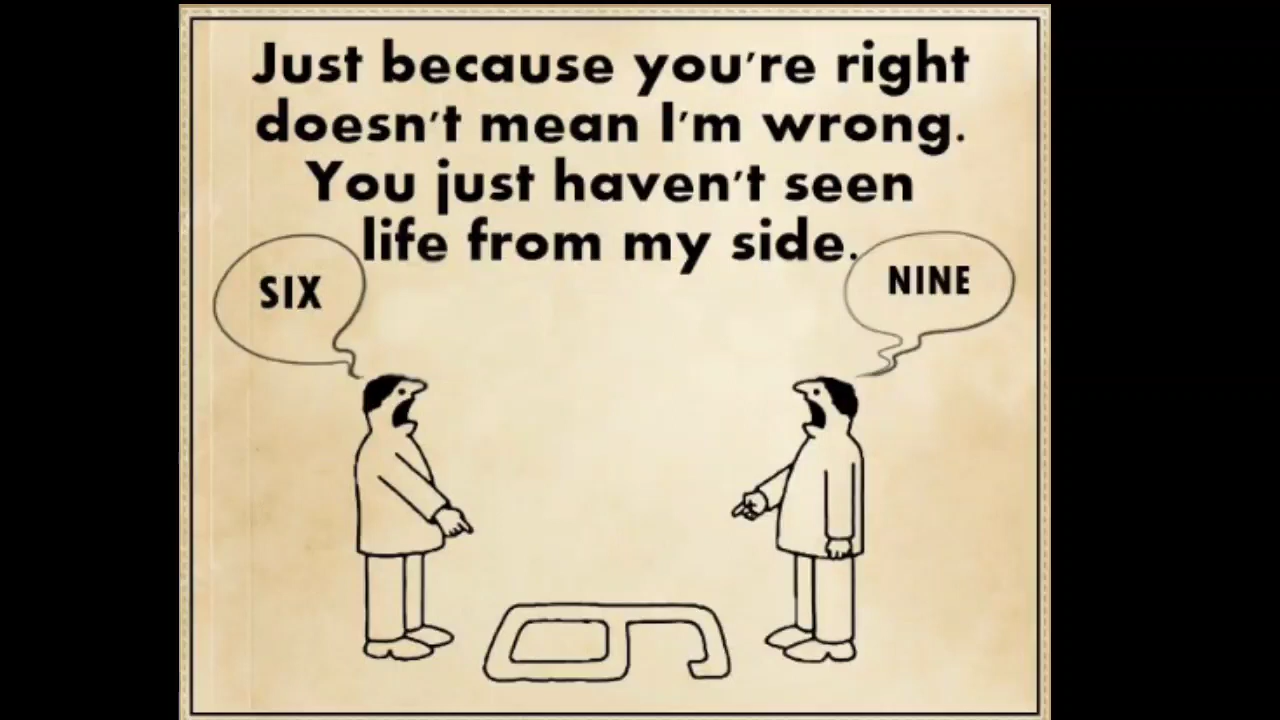 Just because you're right
doesn't mean I'm wrong.
You just haven't seen
life from my side.
SIX
NINE